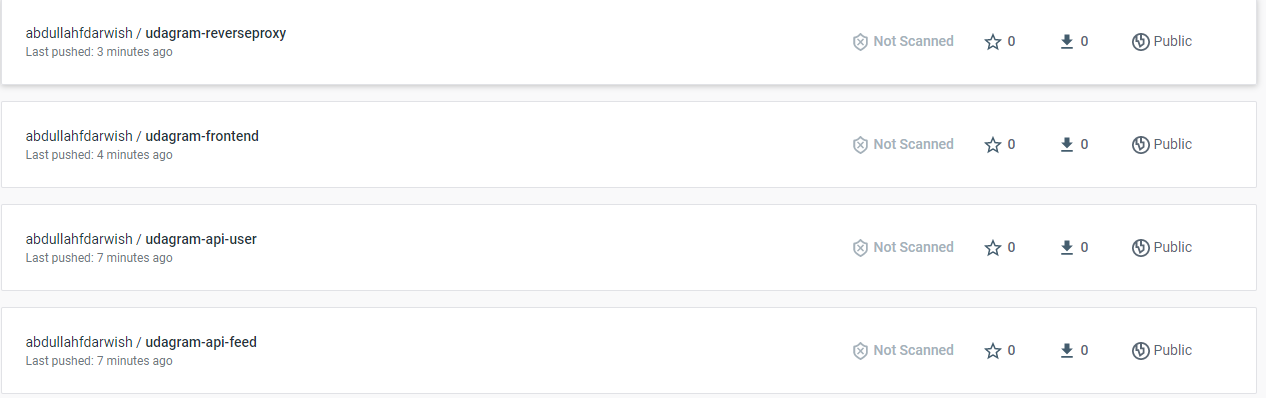 abdullahfdarwish / udagram-reverseproxy
Last pushed: 3 minutes ago
Not Scanned 0 0 Public
abdullahfdarwish / udagram-frontend
Last pushed: 4 minutes ago
Not Scanned 0 0 Public
abdullahfdarwish / udagram-api-user
Last pushed: 7 minutes ago
Not Scanned 0 0 Public
abdullahfdarwish / udagram-api-feed
Last pushed: 7 minutes ago
Not Scanned 0 0 Public